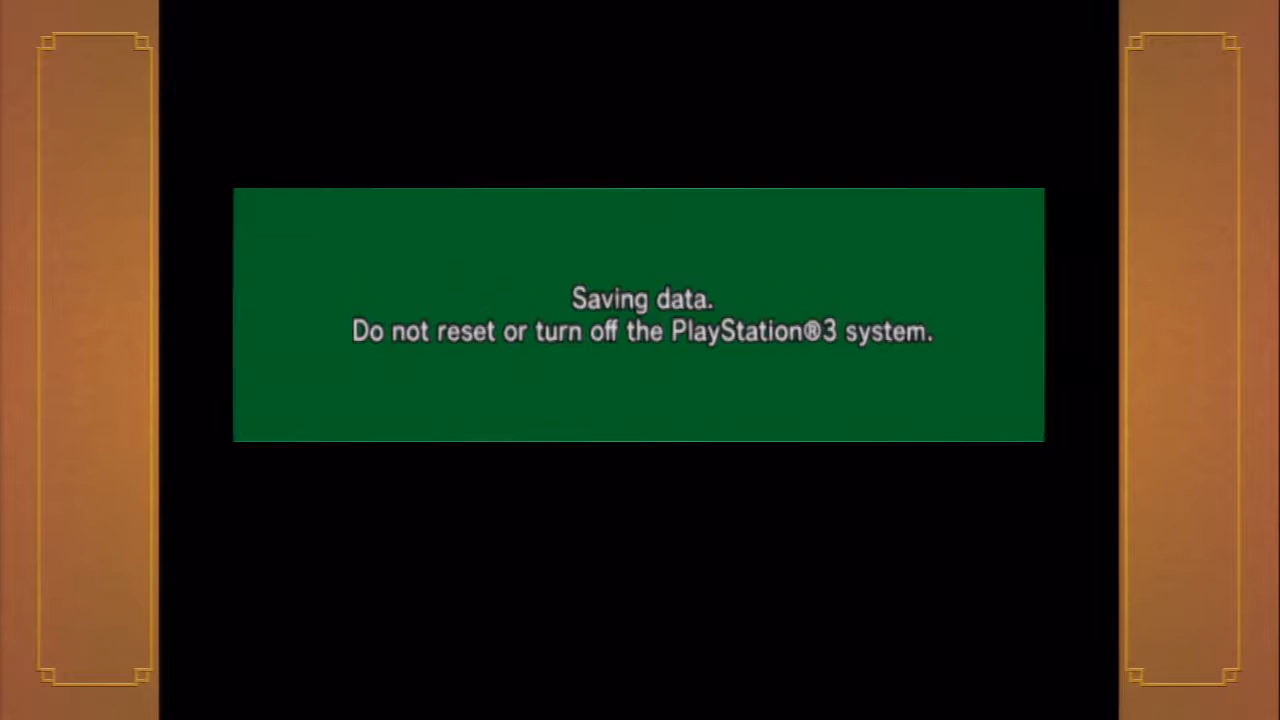 Saving data.
Do not reset or turn off the PlayStation®3 system.